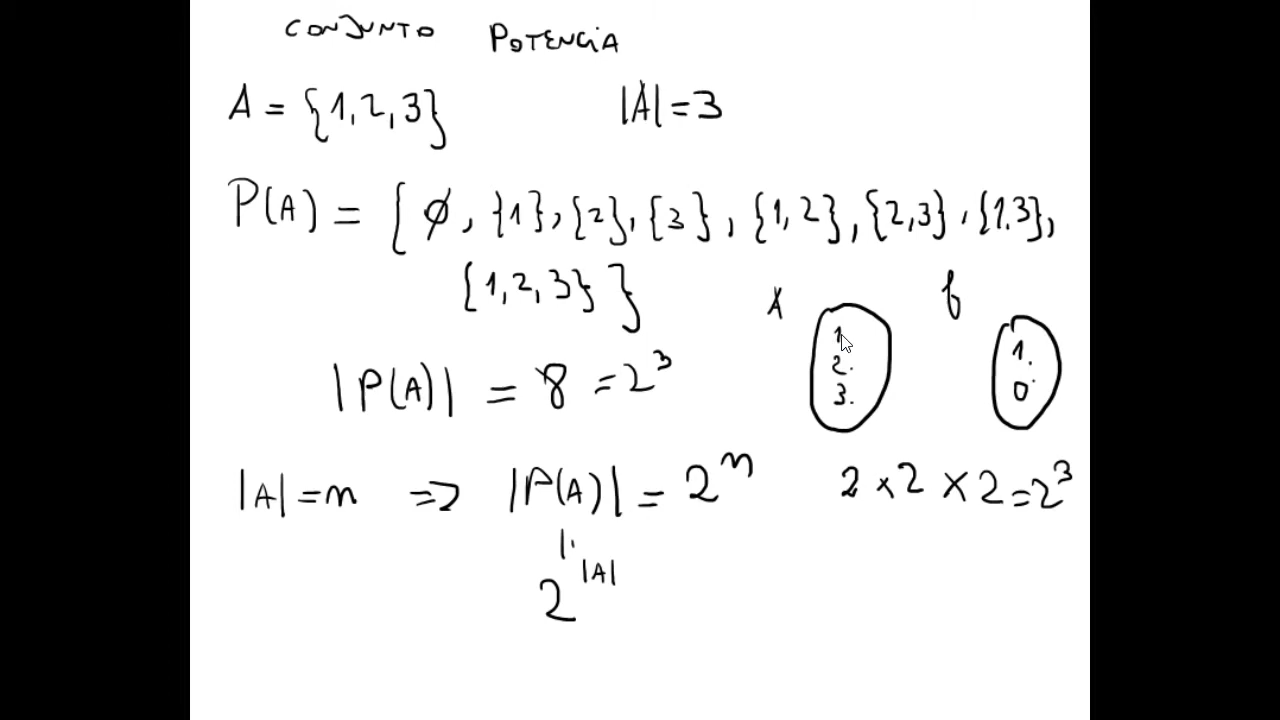 CONJUNTO POTENCIA
A = {1,2,3} |A| = 3
P(A) = { ∅, {1}, {2}, {3}, {1,2}, {2,3}, {1.3},
{1,2,3} }
A
1
2.
3.
1.
0
|P(A)| = 8 = 2³
|A| = n => |P(A)| = 2ⁿ 2 × 2 × 2 = 2³
2^|A|